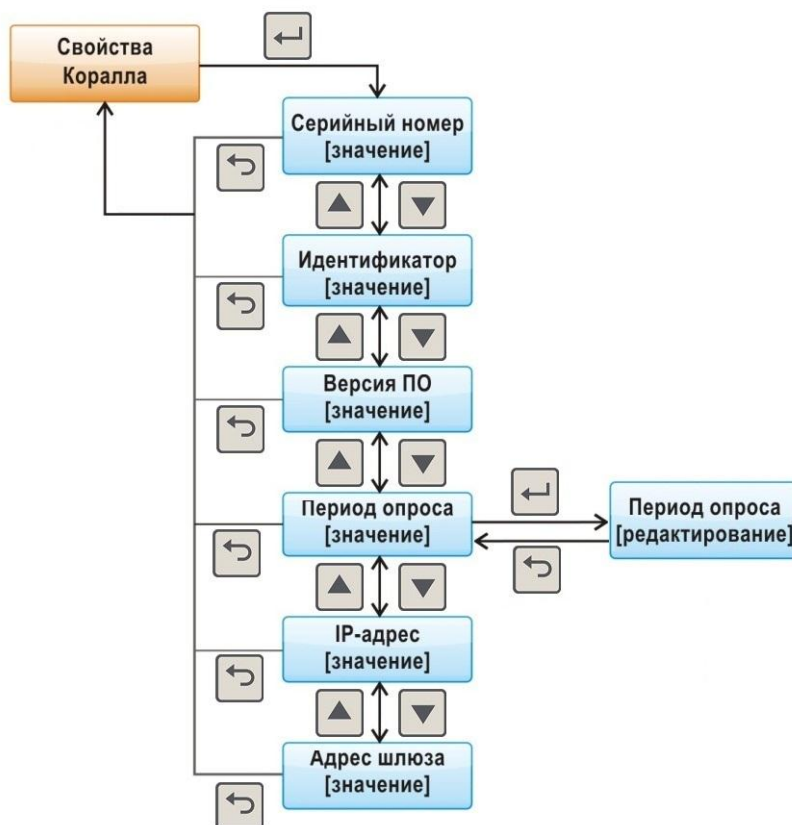 Свойства
Коралла
Серийный номер
[значение]
Идентификатор
[значение]
Версия ПО
[значение]
Период опроса
[значение]
Период опроса
[редактирование]
IP-адрес
[значение]
Адрес шлюза
[значение]